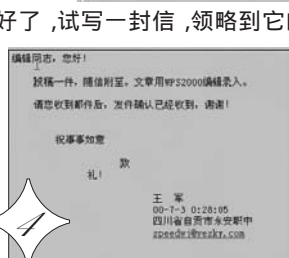 好了,试写一封信,领略到它
编辑同志，您好！
投稿一件，随信附至。文章用WPS2000编辑录入。
请您收到邮件后，发件确认已经收到，谢谢！
祝事事如意
致
礼！
王 军
00-7-3 0:28:05
四川省自贡市永安职中
zpeedwi@yezky.com
4